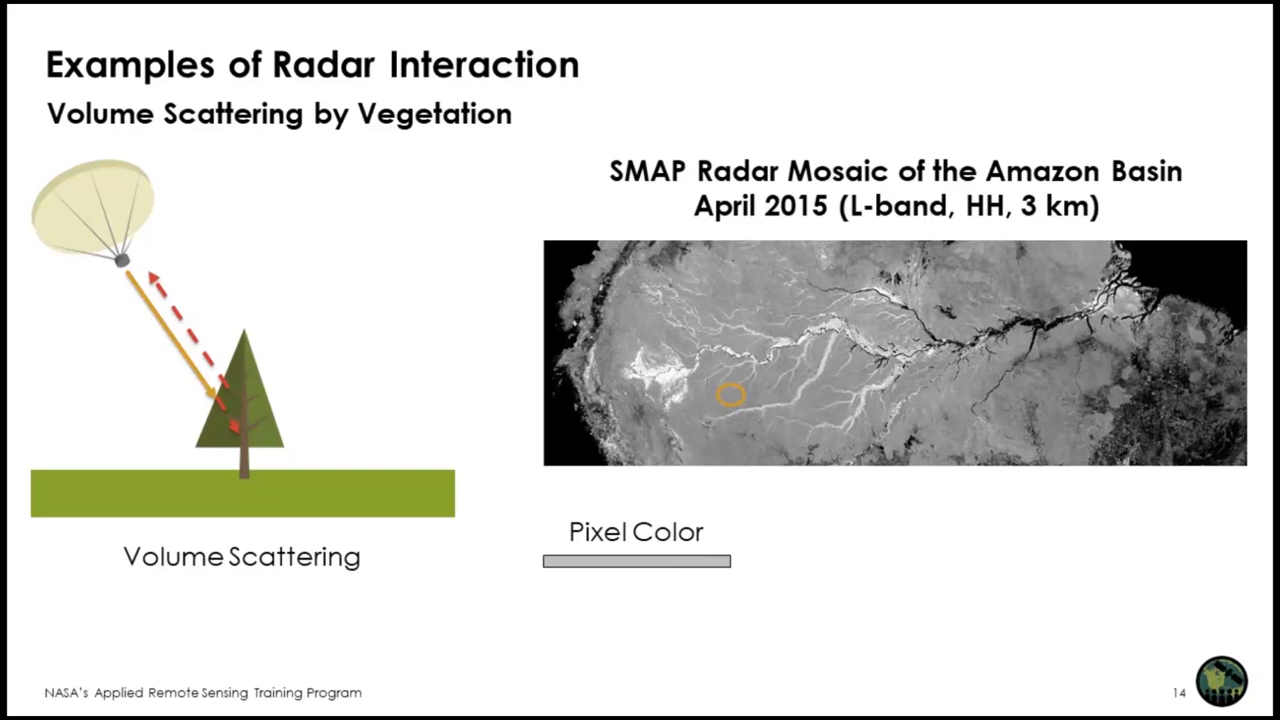 Examples of Radar Interaction
Volume Scattering by Vegetation
SMAP Radar Mosaic of the Amazon Basin
April 2015 (L-band, HH, 3 km)
Pixel Color
Volume Scattering
NASA's Applied Remote Sensing Training Program
14